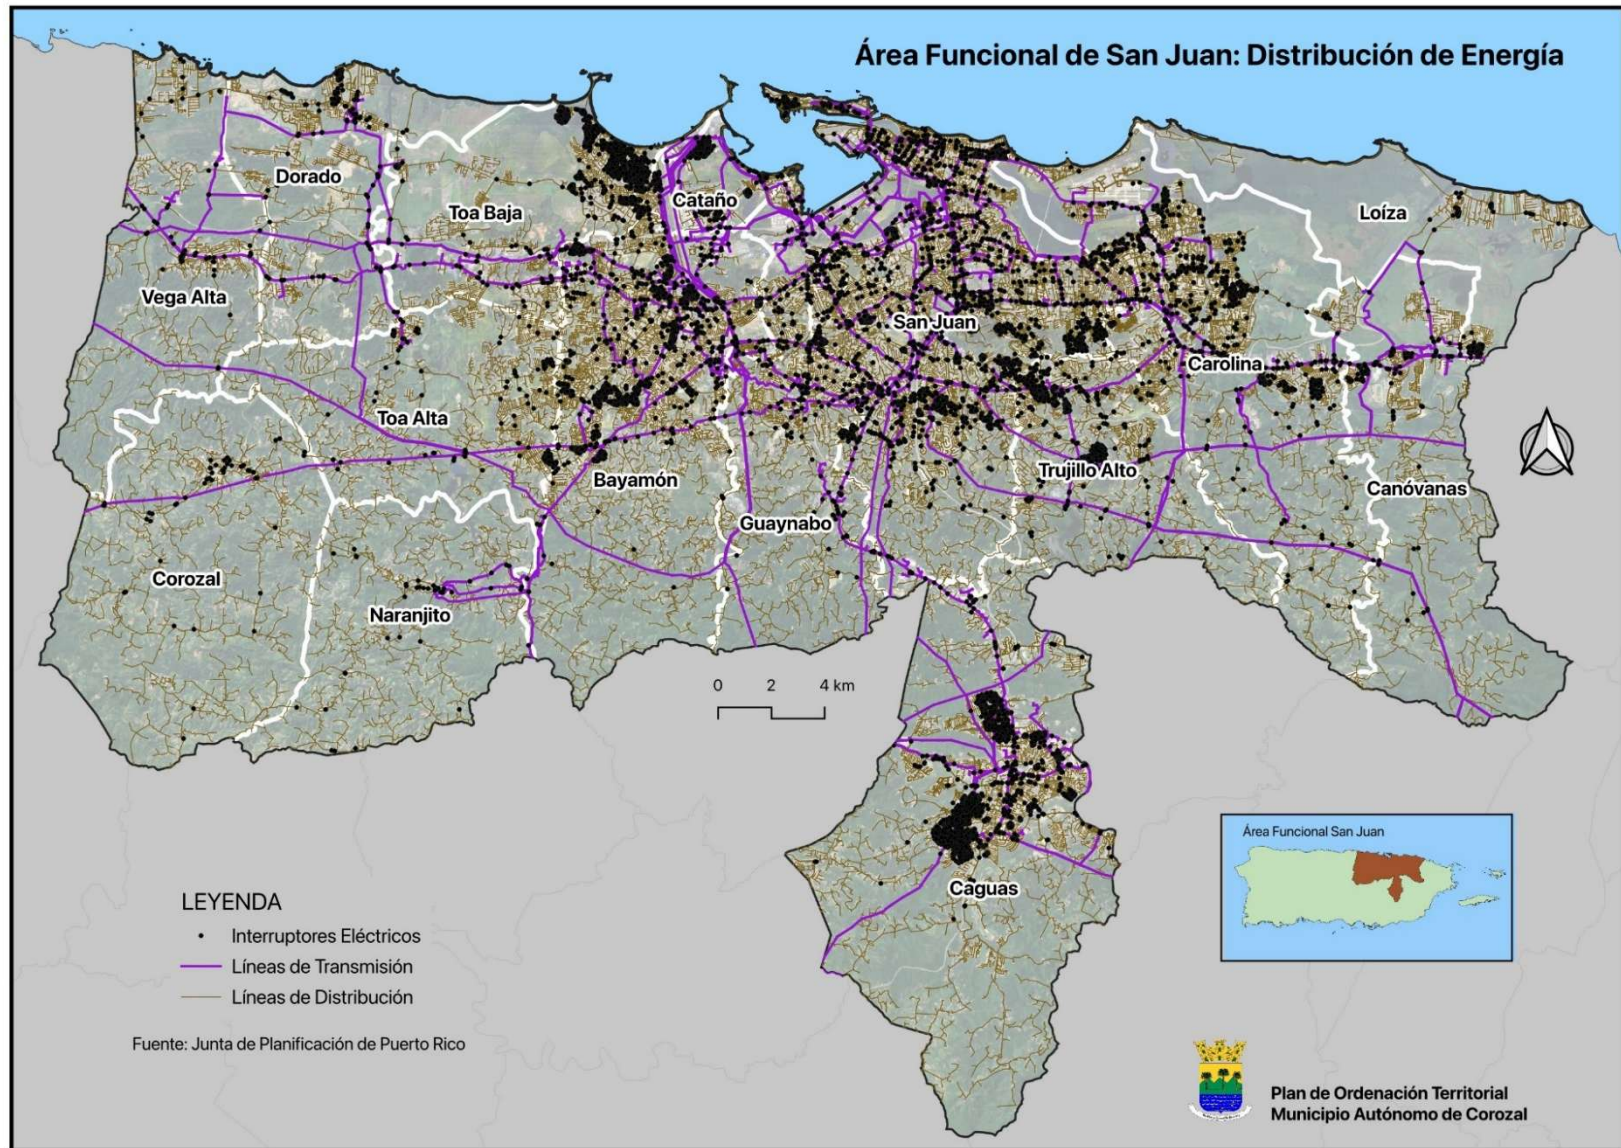 Área Funcional de San Juan: Distribución de Energía
Dorado
Toa Baja
Cataño
Loíza
Vega Alta
San Juan
Carolina
Toa Alta
Bayamón
Trujillo Alto
Canóvanas
Guaynabo
Corozal
Naranjito
0 2 4 km
Caguas
Área Funcional San Juan
LEYENDA
Interruptores Eléctricos
Líneas de Transmisión
Líneas de Distribución
Fuente: Junta de Planificación de Puerto Rico
Plan de Ordenación Territorial
Municipio Autónomo de Corozal